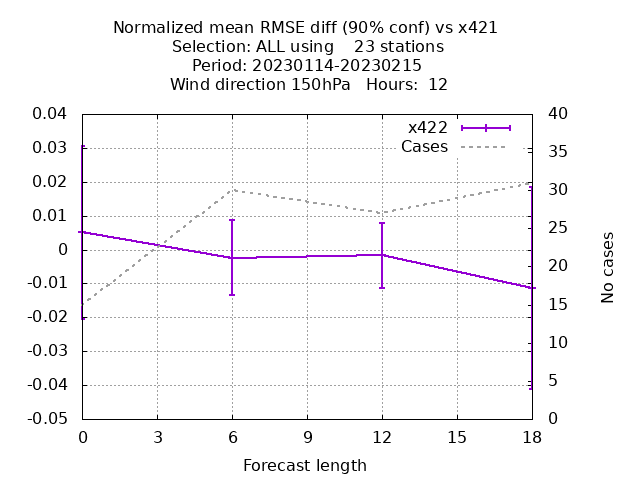 Normalized mean RMSE diff (90% conf) vs x421
Selection: ALL using    23 stations
Period: 20230114-20230215
Wind direction 150hPa   Hours:  12
x422
Cases
0.04
0.03
0.02
0.01
0
-0.01
-0.02
-0.03
-0.04
-0.05
40
35
30
25
20
15
10
5
0
No cases
0 3 6 9 12 15 18
Forecast length